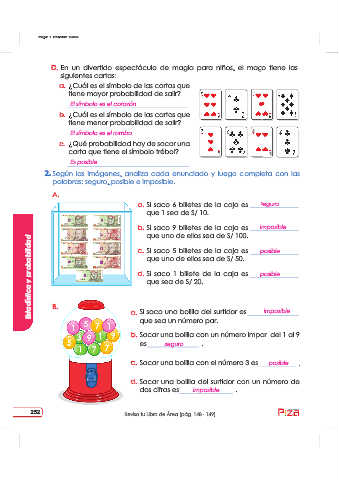 C. En un divertido espectáculo de magia para niños, el mazo tiene las
siguientes cartas:
a. ¿Cuál es el símbolo de las cartas que
tiene mayor probabilidad de salir?
El símbolo es el corazón
b. ¿Cuál es el símbolo de las cartas que
tiene menor probabilidad de salir?
El símbolo es el rombo
c. ¿Qué probabilidad hay de sacar una
carta que tiene el símbolo trébol?
Es posible
2. Según las imágenes, analiza cada enunciado y luego completa con las
palabras: seguro, posible e imposible.
A.
a. Si saco 6 billetes de la caja es seguro
que 1 sea de S/ 10.
b. Si saco 9 billetes de la caja es imposible
que uno de ellos sea de S/ 100.
c. Si saco 5 billetes de la caja es posible
que uno de ellos sea de S/ 50.
d. Si saco 1 billete de la caja es posible
que sea de S/ 20.
Estadística y probabilidad
B.
a. Si saco una bolilla del surtidor es imposible
que sea un número par.
b. Sacar una bolilla con un número impar del 1 al 9
es seguro .
c. Sacar una bolilla con el número 3 es posible .
d. Sacar una bolilla del surtidor con un número de
dos cifras es imposible .
252
Revisa tu Libro de Área (pág. 146 - 149)